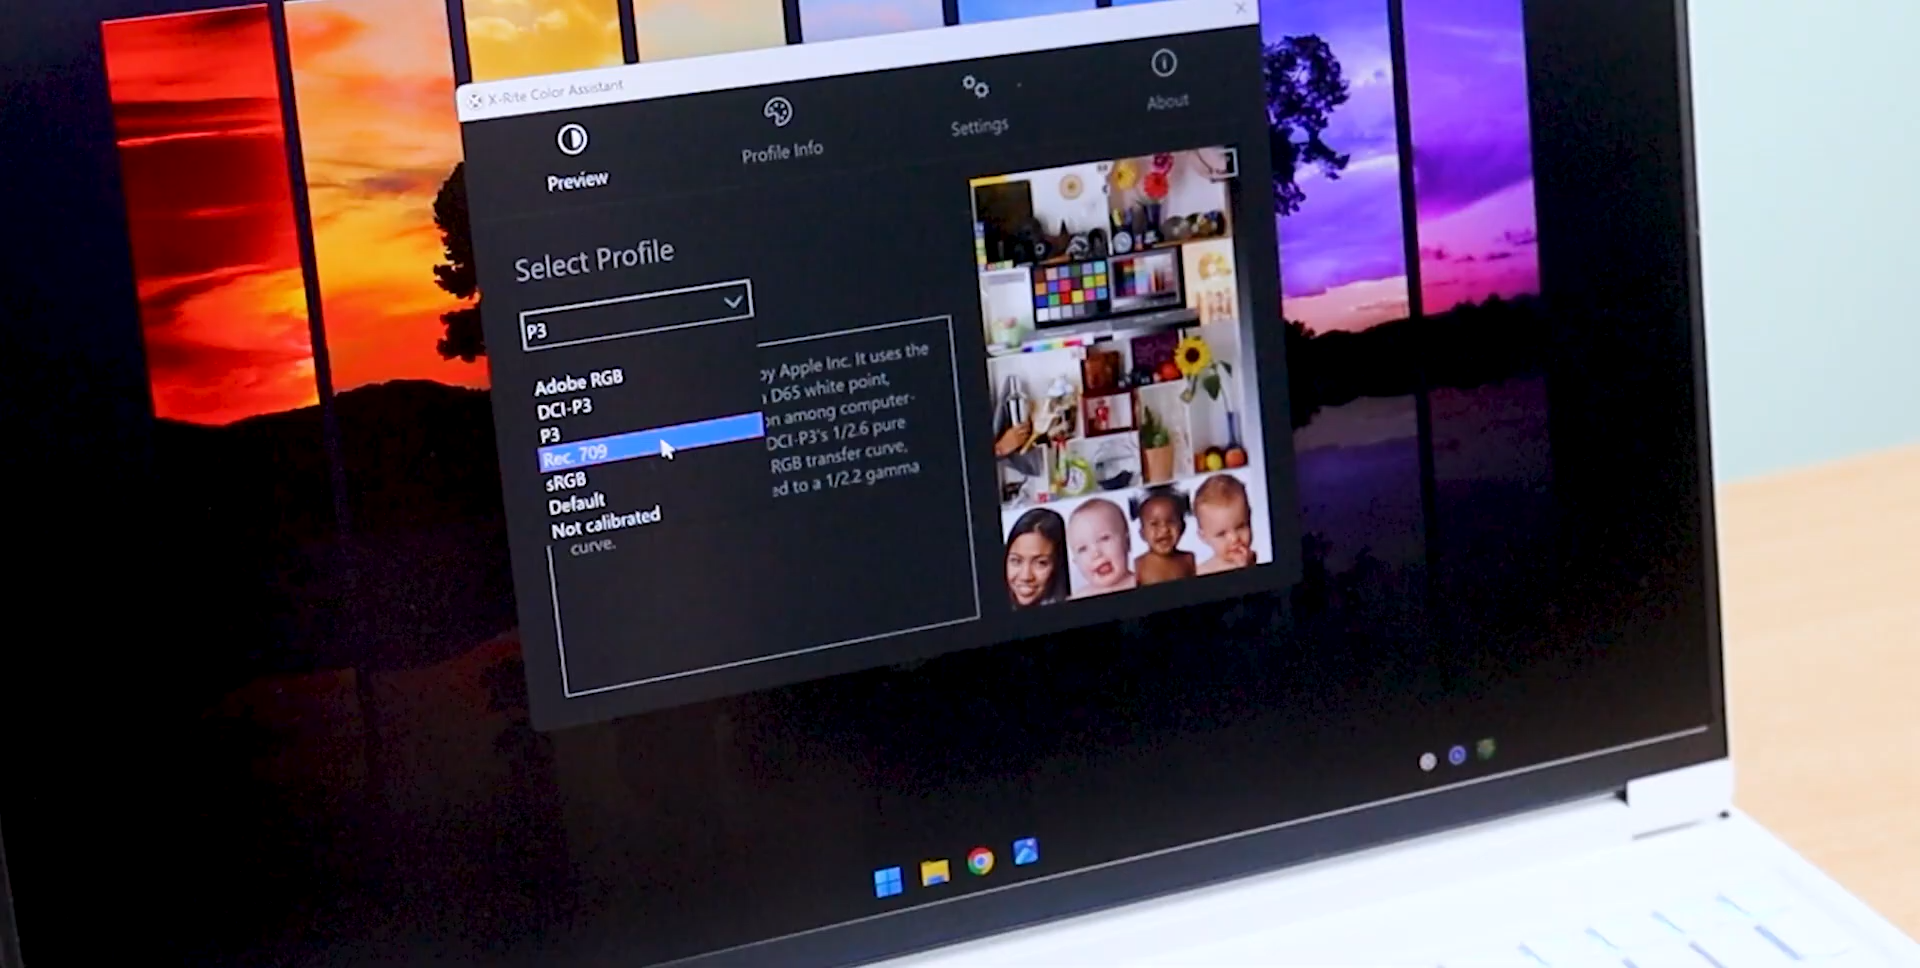 X-Rite Color Assistant
Preview
Profile Info
Settings
About
Select Profile
P3
Adobe RGB
DCI-P3
P3
Rec. 709
sRGB
Default
Not calibrated
by Apple Inc. It uses the
D65 white point,
on among computer-
DCI-P3's 1/2.6 pure
RGB transfer curve,
ed to a 1/2.2 gamma
curve.